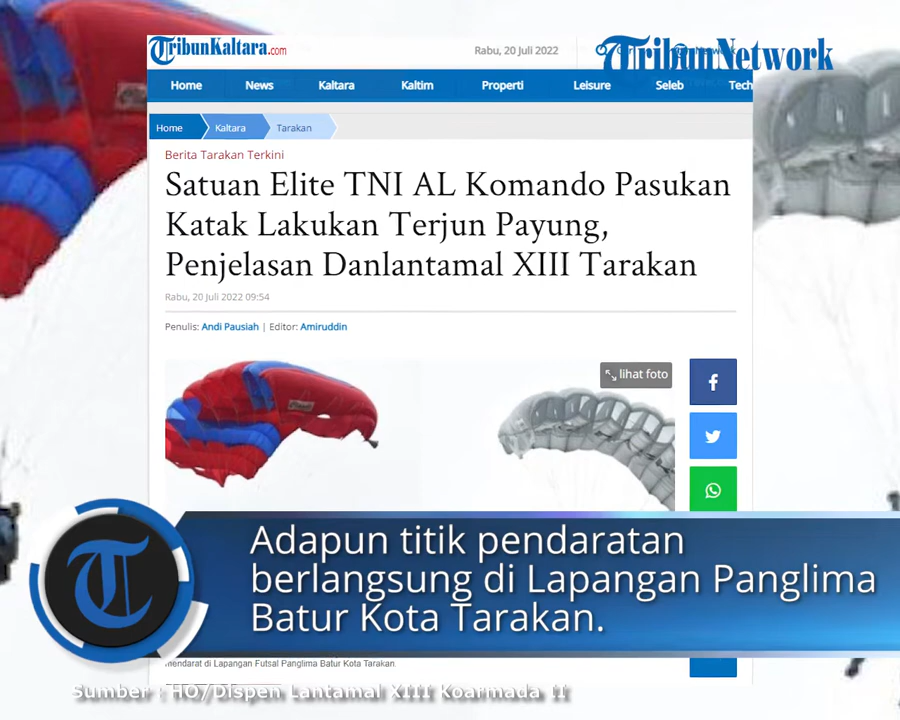 TribunKaltara.com
Rabu, 20 Juli 2022
TribunNetwork
Home News Kaltara Kaltim Properti Leisure Seleb Tech
Home Kaltara Tarakan
Berita Tarakan Terkini
Satuan Elite TNI AL Komando Pasukan
Katak Lakukan Terjun Payung,
Penjelasan Danlantamal XIII Tarakan
Rabu, 20 Juli 2022 09:54
Penulis: Andi Pausiah | Editor: Amiruddin
lihat foto
Adapun titik pendaratan
berlangsung di Lapangan Panglima
Batur Kota Tarakan.
mendarat di Lapangan Futsal Panglima Batur Kota Tarakan.
Sumber : HO/Dispen Lantamal XIII Koarmada II